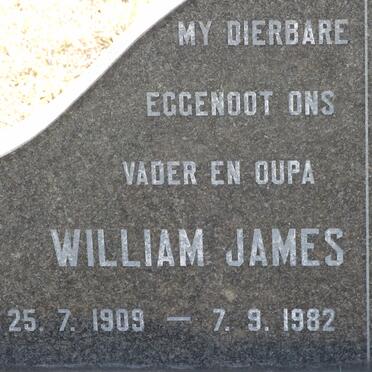 MY DIERBARE
EGGENOOT ONS
VADER EN OUPA
WILLIAM JAMES
25. 7. 1909 — 7. 9. 1982